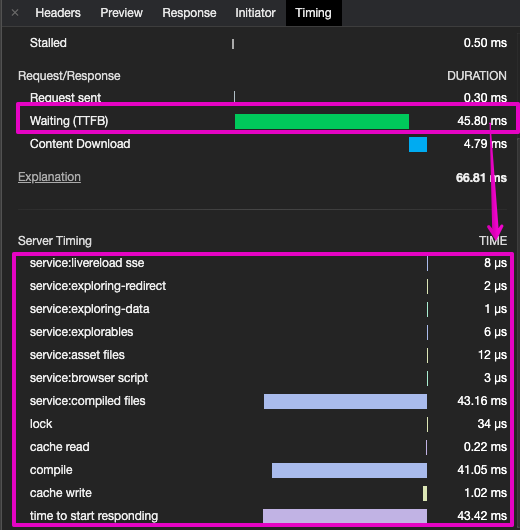 × Headers Preview Response Initiator Timing
Stalled 0.50 ms
Request/Response DURATION
Request sent 0.30 ms
Waiting (TTFB) 45.80 ms
Content Download 4.79 ms
Explanation 66.81 ms
Server Timing TIME
service:livereload sse 8 µs
service:exploring-redirect 2 µs
service:exploring-data 1 µs
service:explorables 6 µs
service:asset files 12 µs
service:browser script 3 µs
service:compiled files 43.16 ms
lock 34 µs
cache read 0.22 ms
compile 41.05 ms
cache write 1.02 ms
time to start responding 43.42 ms